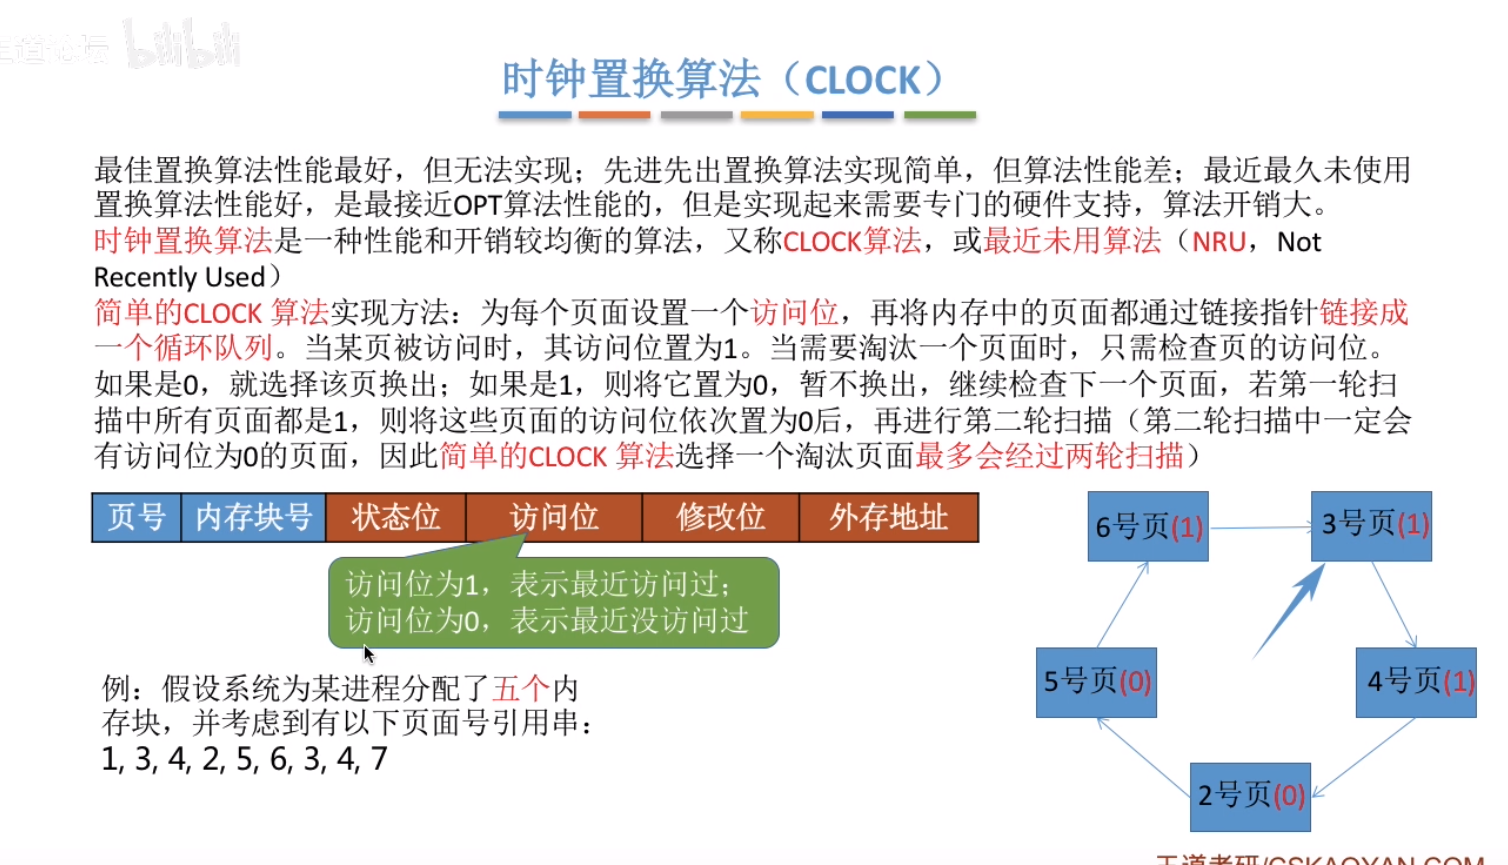 bilibili
时钟置换算法（CLOCK）
最佳置换算法性能最好，但无法实现；先进先出置换算法实现简单，但算法性能差；最近最久未使用
置换算法性能好，是最接近OPT算法性能的，但是实现起来需要专门的硬件支持，算法开销大。
时钟置换算法是一种性能和开销较均衡的算法，又称CLOCK算法，或最近未用算法（NRU，Not
Recently Used）
简单的CLOCK 算法实现方法：为每个页面设置一个访问位，再将内存中的页面都通过链接指针链接成
一个循环队列。当某页被访问时，其访问位置为1。当需要淘汰一个页面时，只需检查页的访问位。
如果是0，就选择该页换出；如果是1，则将它置为0，暂不换出，继续检查下一个页面，若第一轮扫
描中所有页面都是1，则将这些页面的访问位依次置为0后，再进行第二轮扫描（第二轮扫描中一定会
有访问位为0的页面，因此简单的CLOCK 算法选择一个淘汰页面最多会经过两轮扫描）
页号 内存块号 状态位 访问位 修改位 外存地址
访问位为1，表示最近访问过；
访问位为0，表示最近没访问过
例：假设系统为某进程分配了五个内
存块，并考虑到有以下页面号引用串：
1, 3, 4, 2, 5, 6, 3, 4, 7
6号页(1)
3号页(1)
5号页(0)
4号页(1)
2号页(0)
王道考研/CSKAOYAN.COM